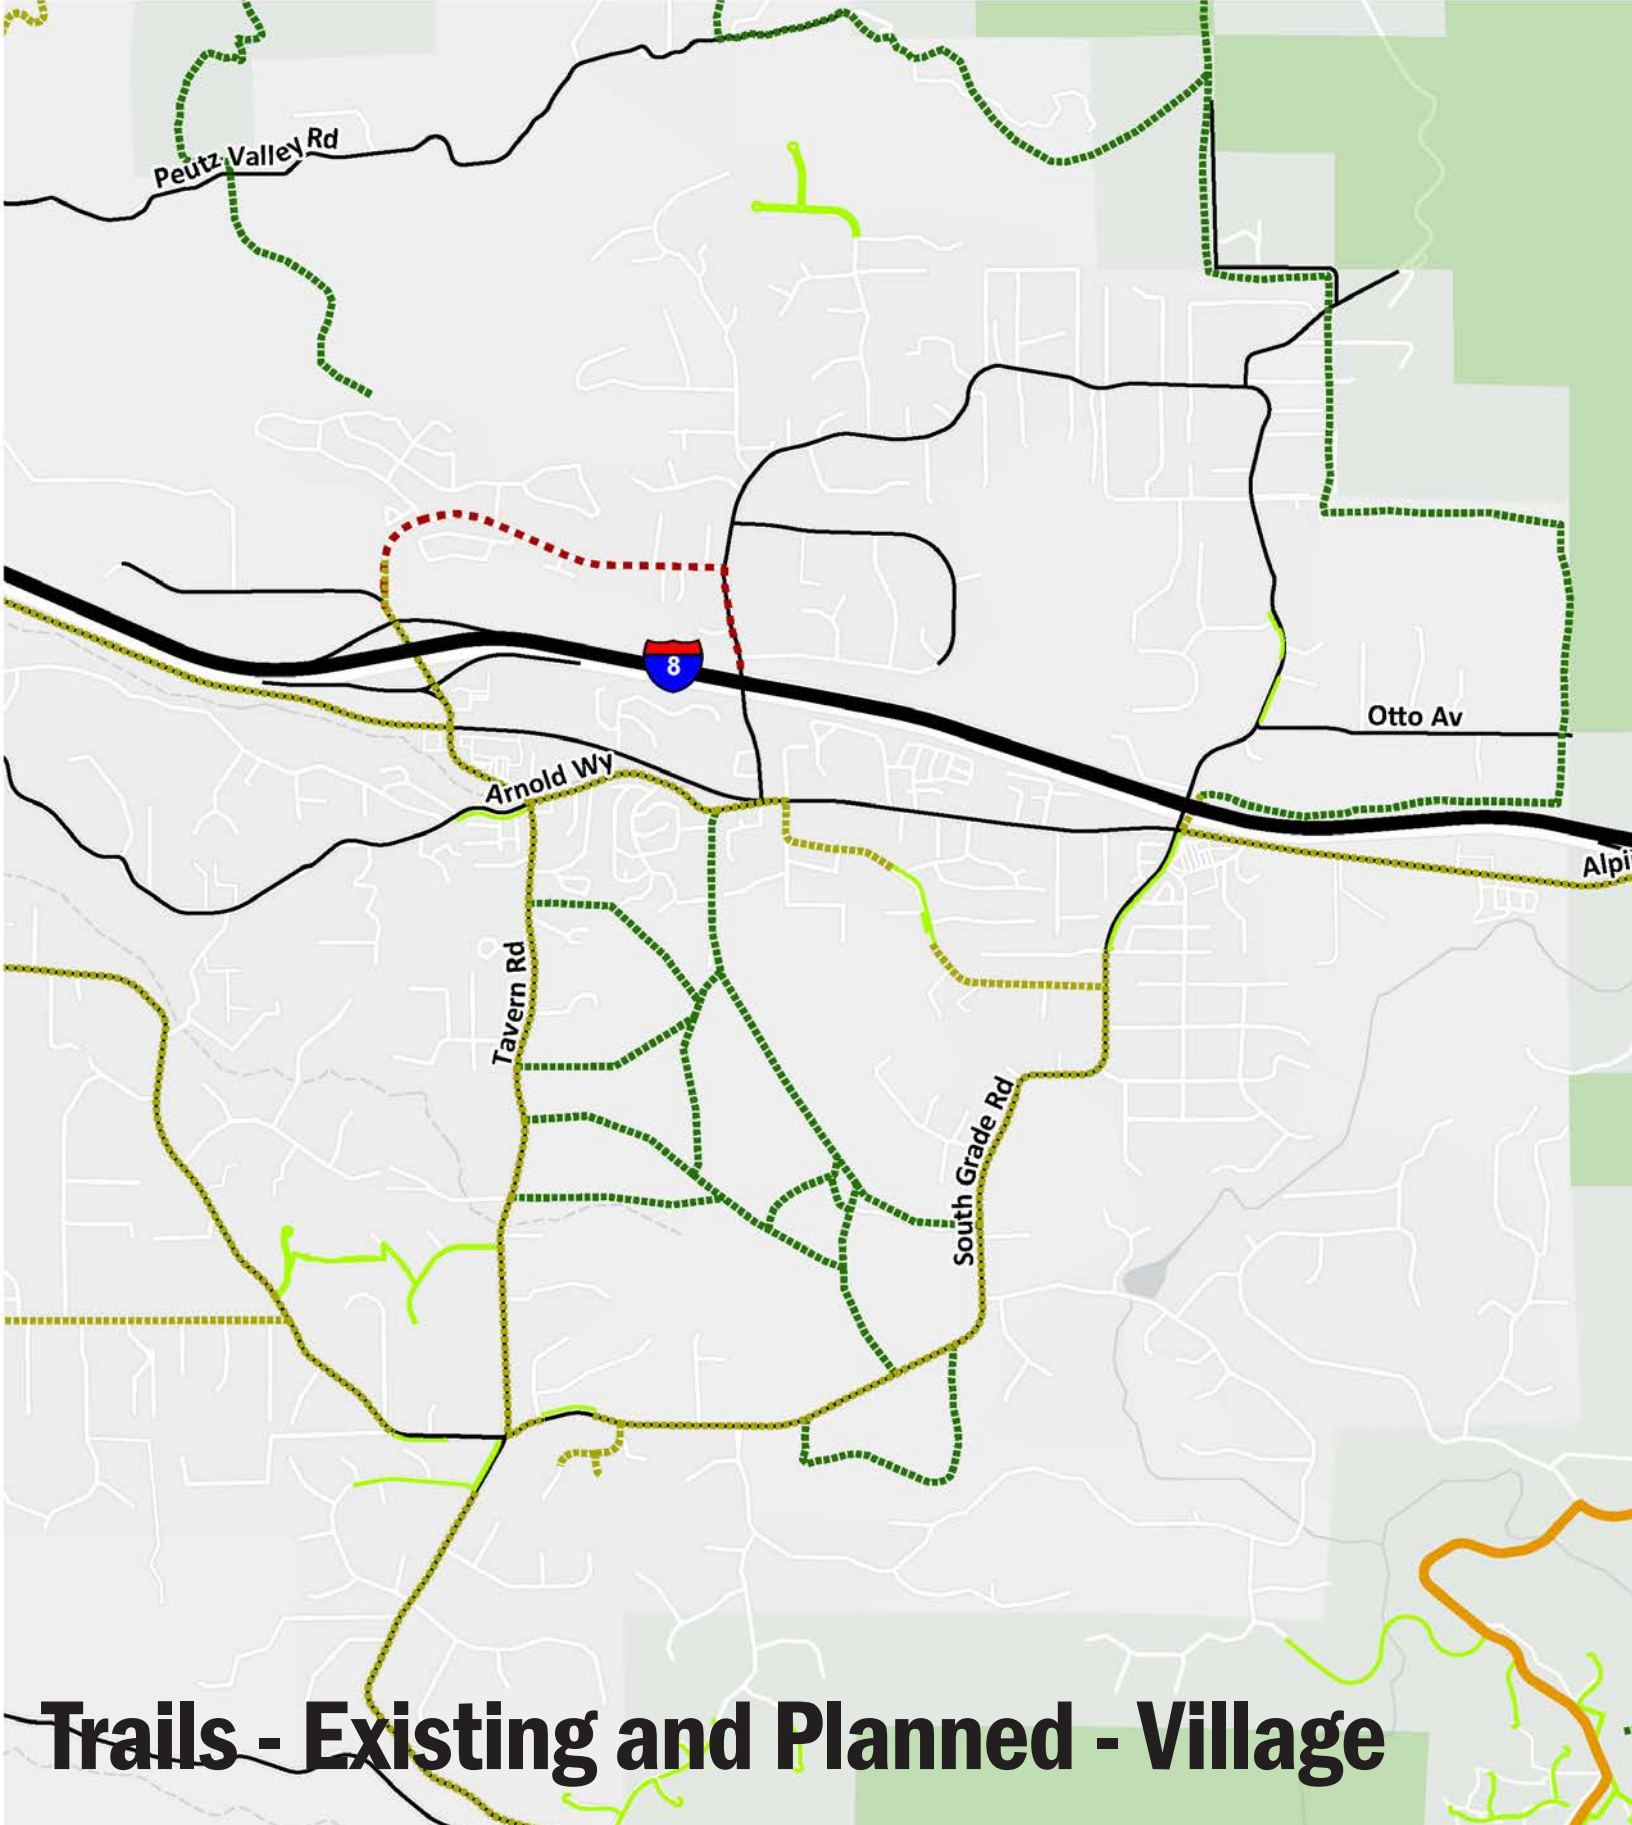 Peutz Valley Rd
8
Otto Av
Arnold Wy
Alpi
Tavern Rd
South Grade Rd
Trails - Existing and Planned - Village